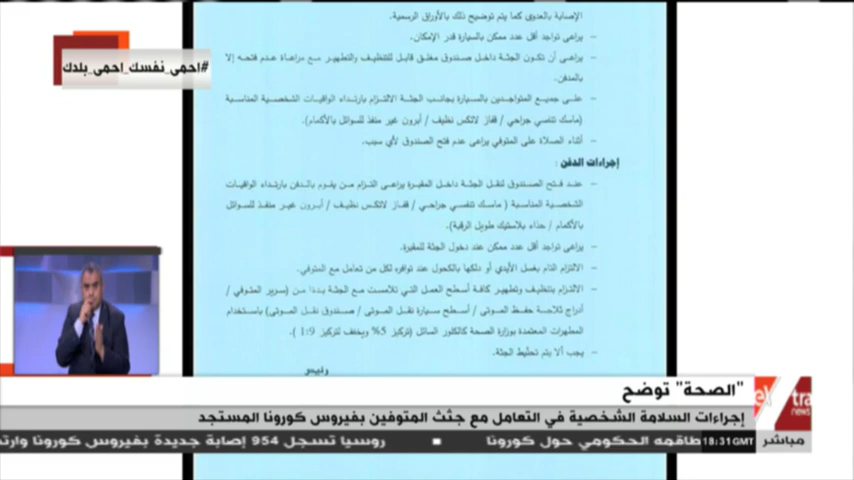 الإصابة بالعدوى كما يتم توضيح ذلك بالأوراق الرسمية.
– يراعى تواجد أقل عدد ممكن بالسيارة قدر الإمكان.
– يراعى أن تكون الجثة داخل صندوق مغلق قابل للتنظيف والتطهير مع مراعاة عدم فتحه إلا
بالمدفن.
– على جميع المتواجدين بالسيارة بجانب الجثة الالتزام بارتداء الواقيات الشخصية المناسبة
(ماسك تنفسي جراحي / قفاز لاتكس نظيف / أبرون غير منفذ للسوائل بالأكمام).
– أثناء الصلاة على المتوفي يراعى عدم فتح الصندوق لأي سبب.
إجراءات الدفن :
– عند فتح الصندوق لنقل الجثة داخل المقبرة يراعى التزام من يقوم بالدفن بارتداء الواقيات
الشخصية المناسبة ( ماسك تنفسي جراحي / قفاز لاتكس نظيف / أبرون غير منفذ للسوائل
بالأكمام / حذاء بلاستيك طويل الرقبة).
– يراعى تواجد أقل عدد ممكن عند دخول الجثة للمقبرة.
– الالتزام التام بغسل الأيدي أو دلكها بالكحول عند توافره لكل من تعامل مع المتوفي.
– الالتزام بتنظيف وتطهير كافة أسطح العمل التي تلامست مع الجثة بدءا من (سرير المتوفي /
أدراج ثلاجة حفظ الموتى / أسطح سيارة نقل الموتى / صندوق نقل الموتى) باستخدام
المطهرات المعتمدة بوزارة الصحة كالكلور السائل (تركيز 5% ويخفف لتركيز 1:9 ).
– يجب ألا يتم تحنيط الجثة.
#احمى_نفسك_احمى_بلدك
"الصحة" توضح
إجراءات السلامة الشخصية في التعامل مع جثث المتوفين بفيروس كورونا المستجد
extra
news
مباشر
18:31GMT
طاقمه الحكومي حول كورونا ■ روسيا تسجل 954 إصابة جديدة بفيروس كورونا وارت